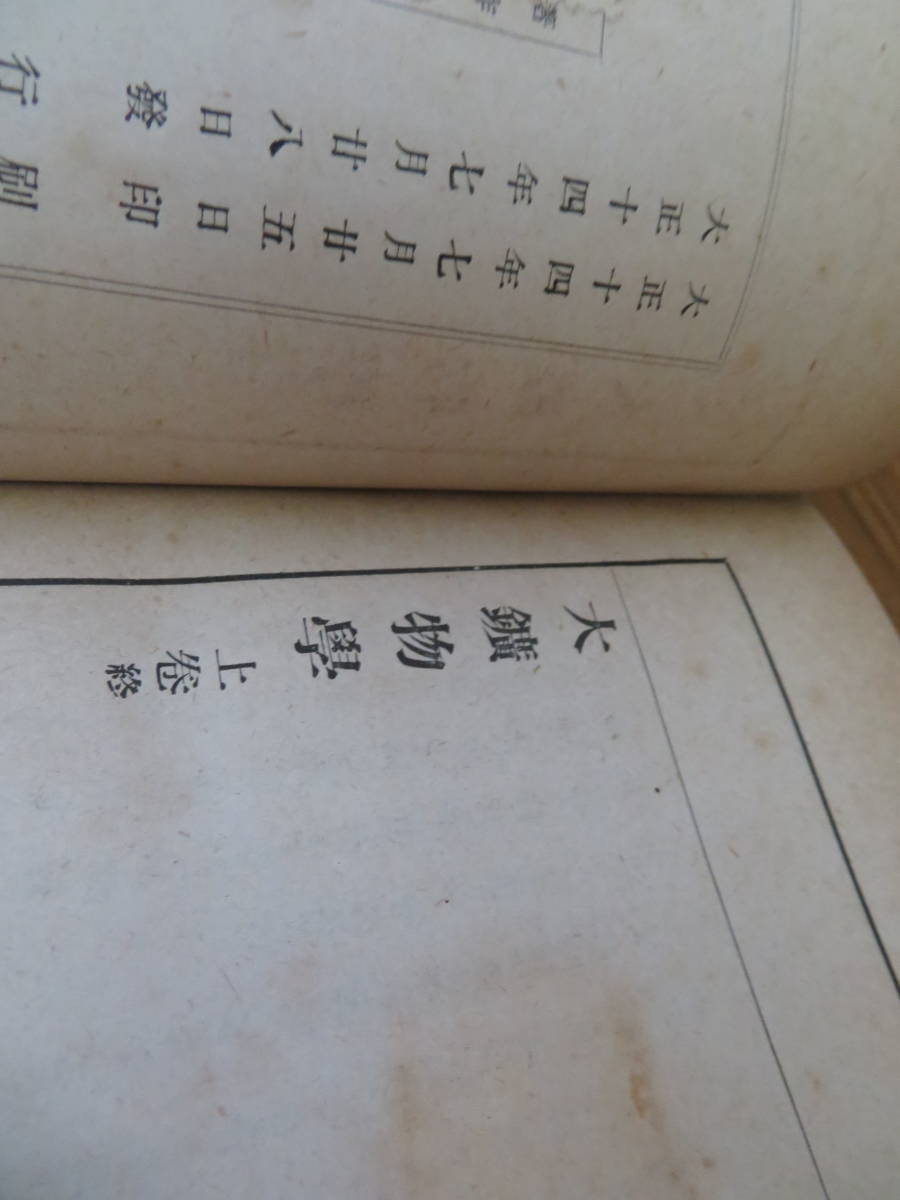 大鑛物學上卷終
大正十四年七月廿五日印刷
大正十四年七月廿八日發行